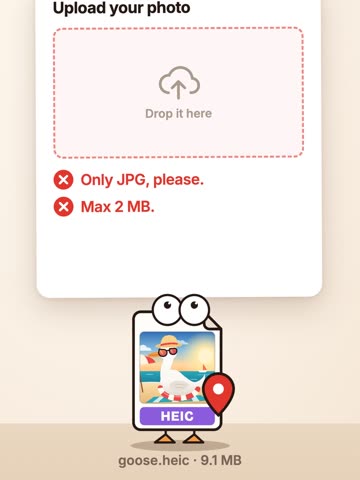 Upload your photo
Drop it here
Only JPG, please.
Max 2 MB.
HEIC
goose.heic · 9.1 MB